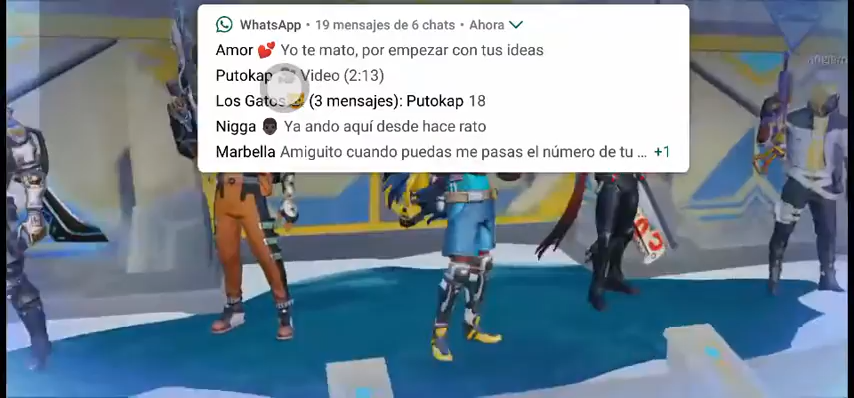 WhatsApp • 19 mensajes de 6 chats • Ahora
Amor 💕 Yo te mato, por empezar con tus ideas
Putokap Video (2:13)
Los Gatos (3 mensajes): Putokap 18
Nigga 🌚 Ya ando aquí desde hace rato
Marbella Amiguito cuando puedas me pasas el número de tu ... +1